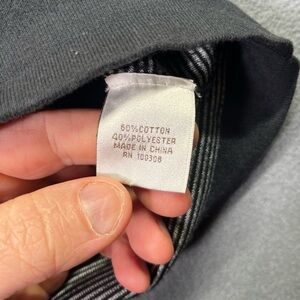 60% COTTON
40% POLYESTER
MADE IN CHINA
RN 100308